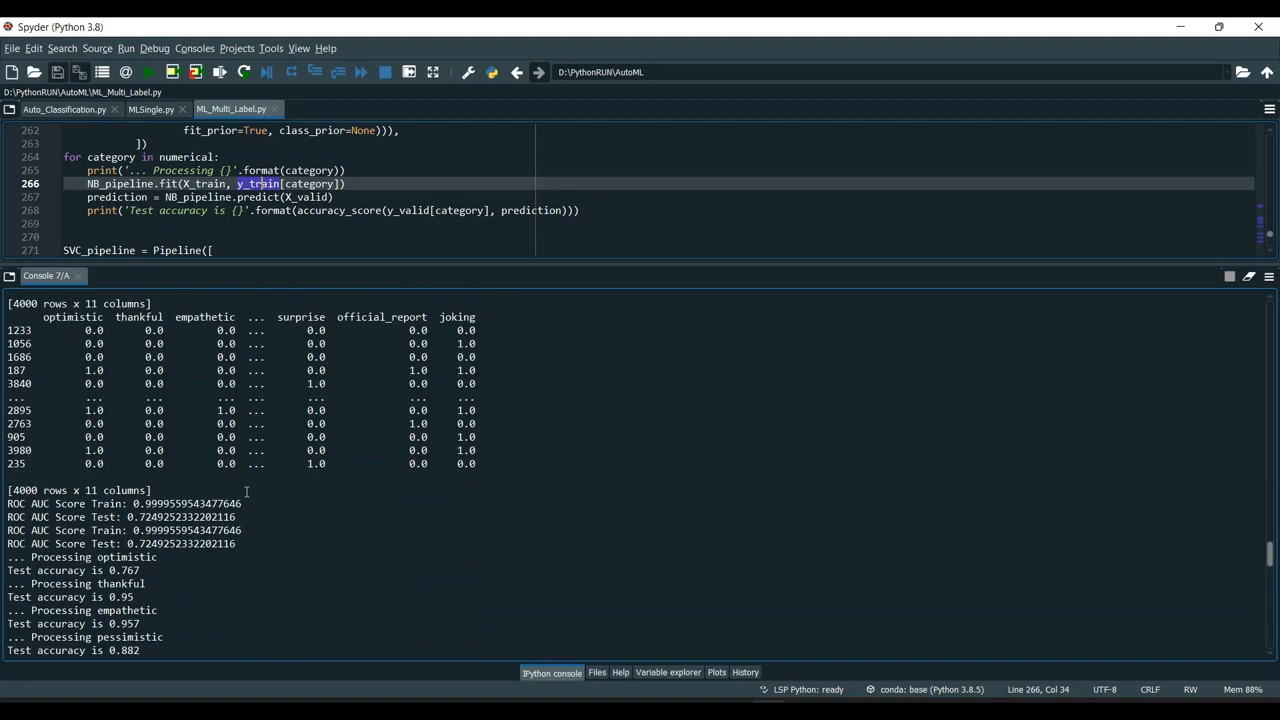 Spyder (Python 3.8)
File Edit Search Source Run Debug Consoles Projects Tools View Help
D:\PythonRUN\AutoML
D:\PythonRUN\AutoML\ML_Multi_Label.py
Auto_Classification.py MLSingle.py ML_Multi_Label.py
262 fit_prior=True, class_prior=None))),
263 ])
264 for category in numerical:
265 print('... Processing {}'.format(category))
266 NB_pipeline.fit(X_train, y_train[category])
267 prediction = NB_pipeline.predict(X_valid)
268 print('Test accuracy is {}'.format(accuracy_score(y_valid[category], prediction)))
269
270
271 SVC_pipeline = Pipeline([
Console 7/A
[4000 rows x 11 columns]
optimistic thankful empathetic ... surprise official_report joking
1233 0.0 0.0 0.0 ... 0.0 0.0 0.0
1056 0.0 0.0 0.0 ... 0.0 0.0 1.0
1686 0.0 0.0 0.0 ... 0.0 0.0 0.0
187 1.0 0.0 0.0 ... 0.0 1.0 1.0
3840 0.0 0.0 0.0 ... 1.0 0.0 0.0
... ... ... ... ... ... ... ...
2895 1.0 0.0 1.0 ... 0.0 0.0 1.0
2763 0.0 0.0 0.0 ... 0.0 1.0 0.0
905 0.0 0.0 0.0 ... 0.0 0.0 1.0
3980 1.0 0.0 0.0 ... 0.0 0.0 1.0
235 0.0 0.0 0.0 ... 1.0 0.0 0.0
[4000 rows x 11 columns]
ROC AUC Score Train: 0.9999559543477646
ROC AUC Score Test: 0.7249252332202116
ROC AUC Score Train: 0.9999559543477646
ROC AUC Score Test: 0.7249252332202116
... Processing optimistic
Test accuracy is 0.767
... Processing thankful
Test accuracy is 0.95
... Processing empathetic
Test accuracy is 0.957
... Processing pessimistic
Test accuracy is 0.882
IPython console Files Help Variable explorer Plots History
LSP Python: ready conda: base (Python 3.8.5) Line 266, Col 34 UTF-8 CRLF RW Mem 88%